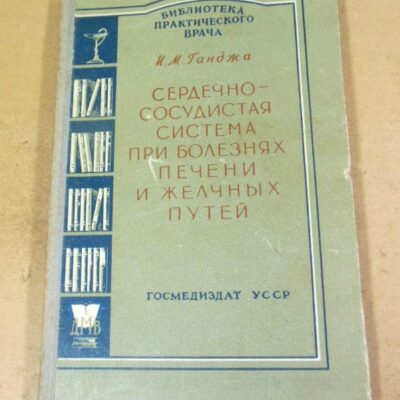 БИБЛИОТЕКА
ПРАКТИЧЕСКОГО
ВРАЧА
И. М. Ганджа
СЕРДЕЧНО-
СОСУДИСТАЯ
СИСТЕМА
ПРИ БОЛЕЗНЯХ
ПЕЧЕНИ
И ЖЕЛЧНЫХ
ПУТЕЙ
ГОСМЕДИЗДАТ УССР
ДМВ